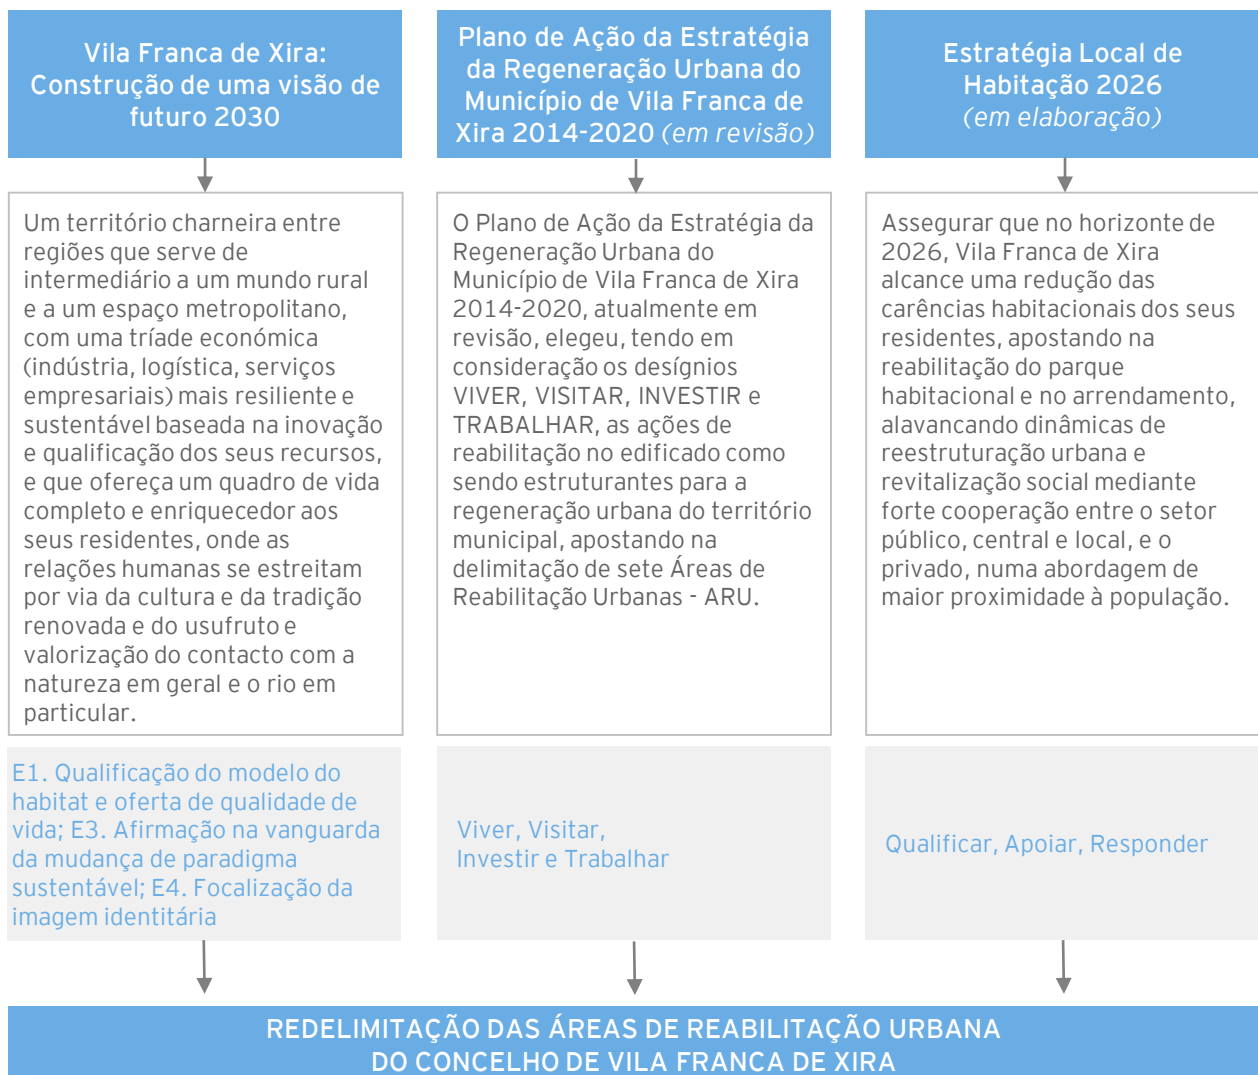 Vila Franca de Xira:
Construção de uma visão de
futuro 2030
Um território charneira entre
regiões que serve de
intermediário a um mundo rural
e a um espaço metropolitano,
com uma tríade económica
(indústria, logística, serviços
empresariais) mais resiliente e
sustentável baseada na inovação
e qualificação dos seus recursos,
e que ofereça um quadro de vida
completo e enriquecedor aos
seus residentes, onde as
relações humanas se estreitam
por via da cultura e da tradição
renovada e do usufruto e
valorização do contacto com a
natureza em geral e o rio em
particular.
E1. Qualificação do modelo do
habitat e oferta de qualidade de
vida; E3. Afirmação na vanguarda
da mudança de paradigma
sustentável; E4. Focalização da
imagem identitária
Plano de Ação da Estratégia
da Regeneração Urbana do
Município de Vila Franca de
Xira 2014-2020 (em revisão)
O Plano de Ação da Estratégia da
Regeneração Urbana do
Município de Vila Franca de Xira
2014-2020, atualmente em
revisão, elegeu, tendo em
consideração os desígnios
VIVER, VISITAR, INVESTIR e
TRABALHAR, as ações de
reabilitação no edificado como
sendo estruturantes para a
regeneração urbana do território
municipal, apostando na
delimitação de sete Áreas de
Reabilitação Urbanas - ARU.
Viver, Visitar,
Investir e Trabalhar
Estratégia Local de
Habitação 2026
(em elaboração)
Assegurar que no horizonte de
2026, Vila Franca de Xira
alcance uma redução das
carências habitacionais dos seus
residentes, apostando na
reabilitação do parque
habitacional e no arrendamento,
alavancando dinâmicas de
reestruturação urbana e
revitalização social mediante
forte cooperação entre o setor
público, central e local, e o
privado, numa abordagem de
maior proximidade à população.
Qualificar, Apoiar, Responder
REDELIMITAÇÃO DAS ÁREAS DE REABILITAÇÃO URBANA
DO CONCELHO DE VILA FRANCA DE XIRA